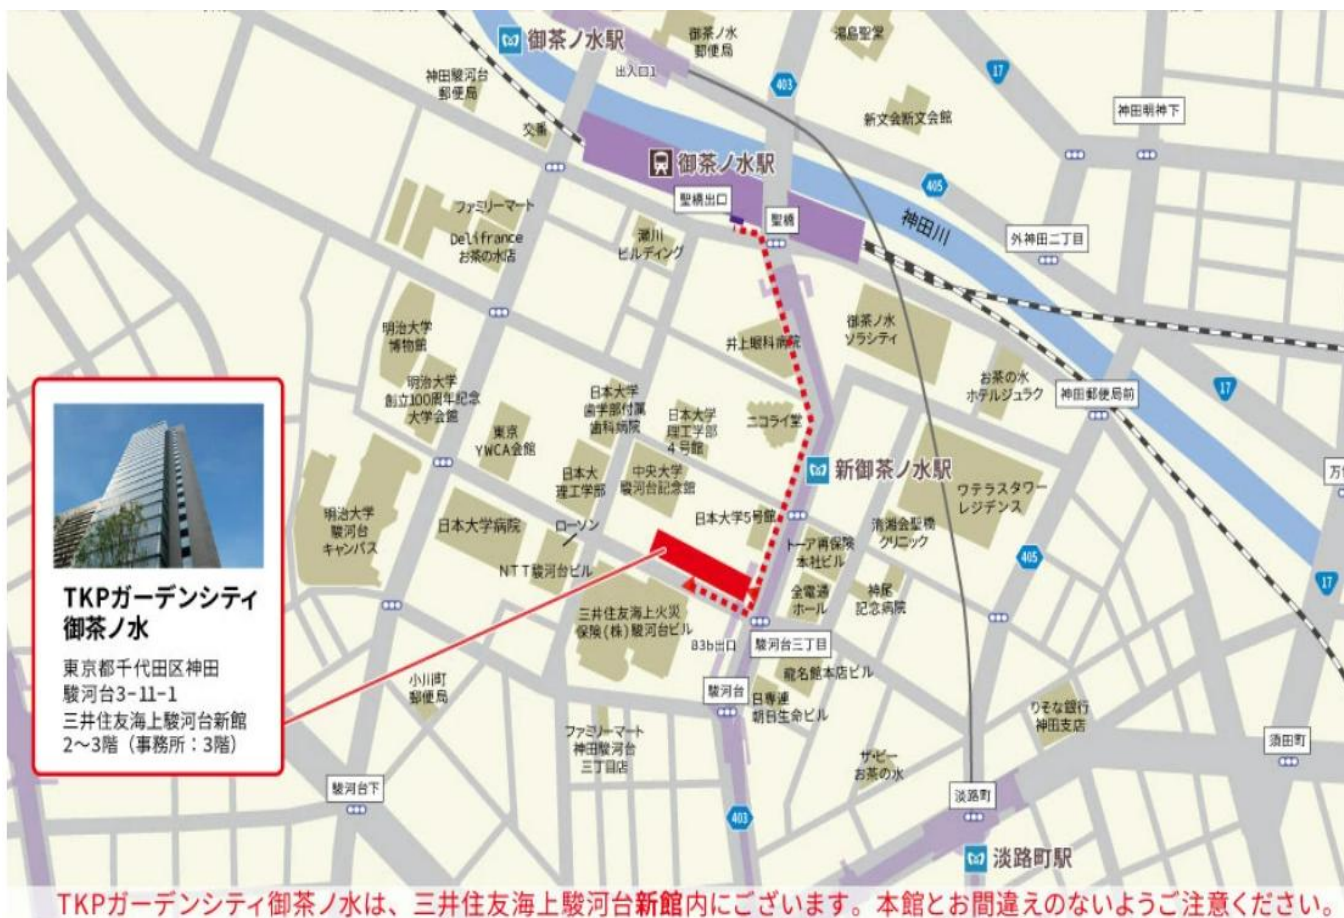 御茶ノ水駅
出入口1
御茶ノ水
郵便局
湯島聖堂
17
403
神田駿河台
郵便局
交番
新文会断文会館
神田明神下
御茶ノ水駅
405
聖橋出口
聖橋
神田川
外神田二丁目
ファミリーマート
Delifrance
お茶の水店
瀬川
ビルディング
明治大学
博物館
井上眼科病院
御茶ノ水
ソラシティ
お茶の水
ホテルジュラク
神田郵便局前
17
明治大学
創立100周年記念
大学会館
日本大学
歯学部付属
歯科病院
日本大学
理工学部
4号館
ニコライ堂
東京
YWCA会館
新御茶ノ水駅
日本大
理工学部
中央大学
駿河台記念館
ワテラスタワー
レジデンス
明治大学
駿河台
キャンパス
日本大学病院
ローソン
日本大学5号館
トーア再保険
本社ビル
クリニック
405
17
NTT駿河台ビル
全電通
ホール
神尾
記念病院
三井住友海上火災
保険(株)駿河台ビル
B3b出口
駿河台三丁目
龍名館本店ビル
小川町
郵便局
駿河台
日専連
朝日生命ビル
りそな銀行
神田支店
ファミリーマート
神田駿河台
三丁目店
ザ・ビー
お茶の水
須田町
駿河台下
403
淡路町
淡路町駅
TKPガーデンシティ
御茶ノ水
東京都千代田区神田
駿河台3-11-1
三井住友海上駿河台新館
2〜3階（事務所：3階）
TKPガーデンシティ御茶ノ水は、三井住友海上駿河台新館内にございます。本館とお間違えのないようご注意ください。